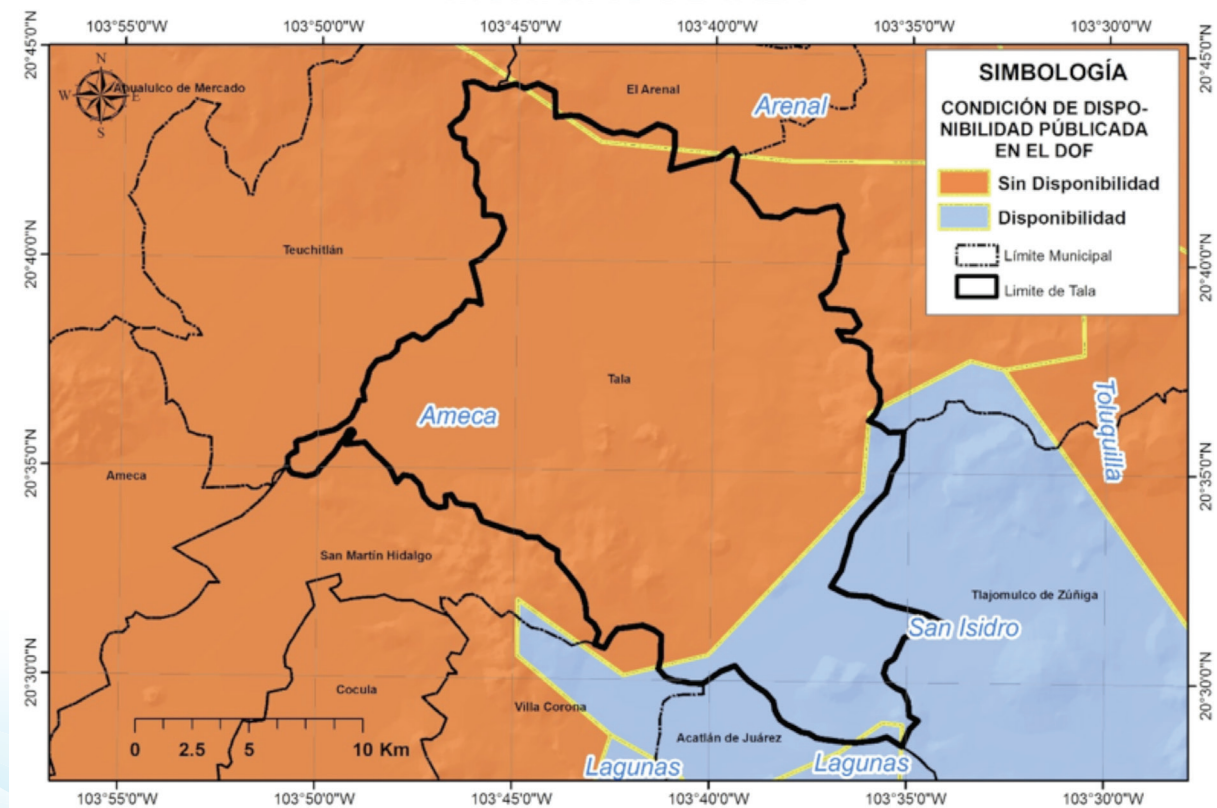 103°55'0"W 103°50'0"W 103°45'0"W 103°40'0"W 103°35'0"W 103°30'0"W
20°45'0"N
20°45'0"N
N
W E
S
Ahualulco de Mercado
El Arenal
Arenal
SIMBOLOGÍA
CONDICIÓN DE DISPO-
NIBILIDAD PÚBLICADA
EN EL DOF
Sin Disponibilidad
Disponibilidad
Límite Municipal
Limite de Tala
Teuchitlán
20°40'0"N
20°40'0"N
Tala
Ameca
Toluquilla
Ameca
20°35'0"N
20°35'0"N
San Martín Hidalgo
Tlajomulco de Zúñiga
San Isidro
20°30'0"N
20°30'0"N
Cocula
Villa Corona
Acatlán de Juárez
0 2.5 5 10 Km
Lagunas
Lagunas
103°55'0"W 103°50'0"W 103°45'0"W 103°40'0"W 103°35'0"W 103°30'0"W